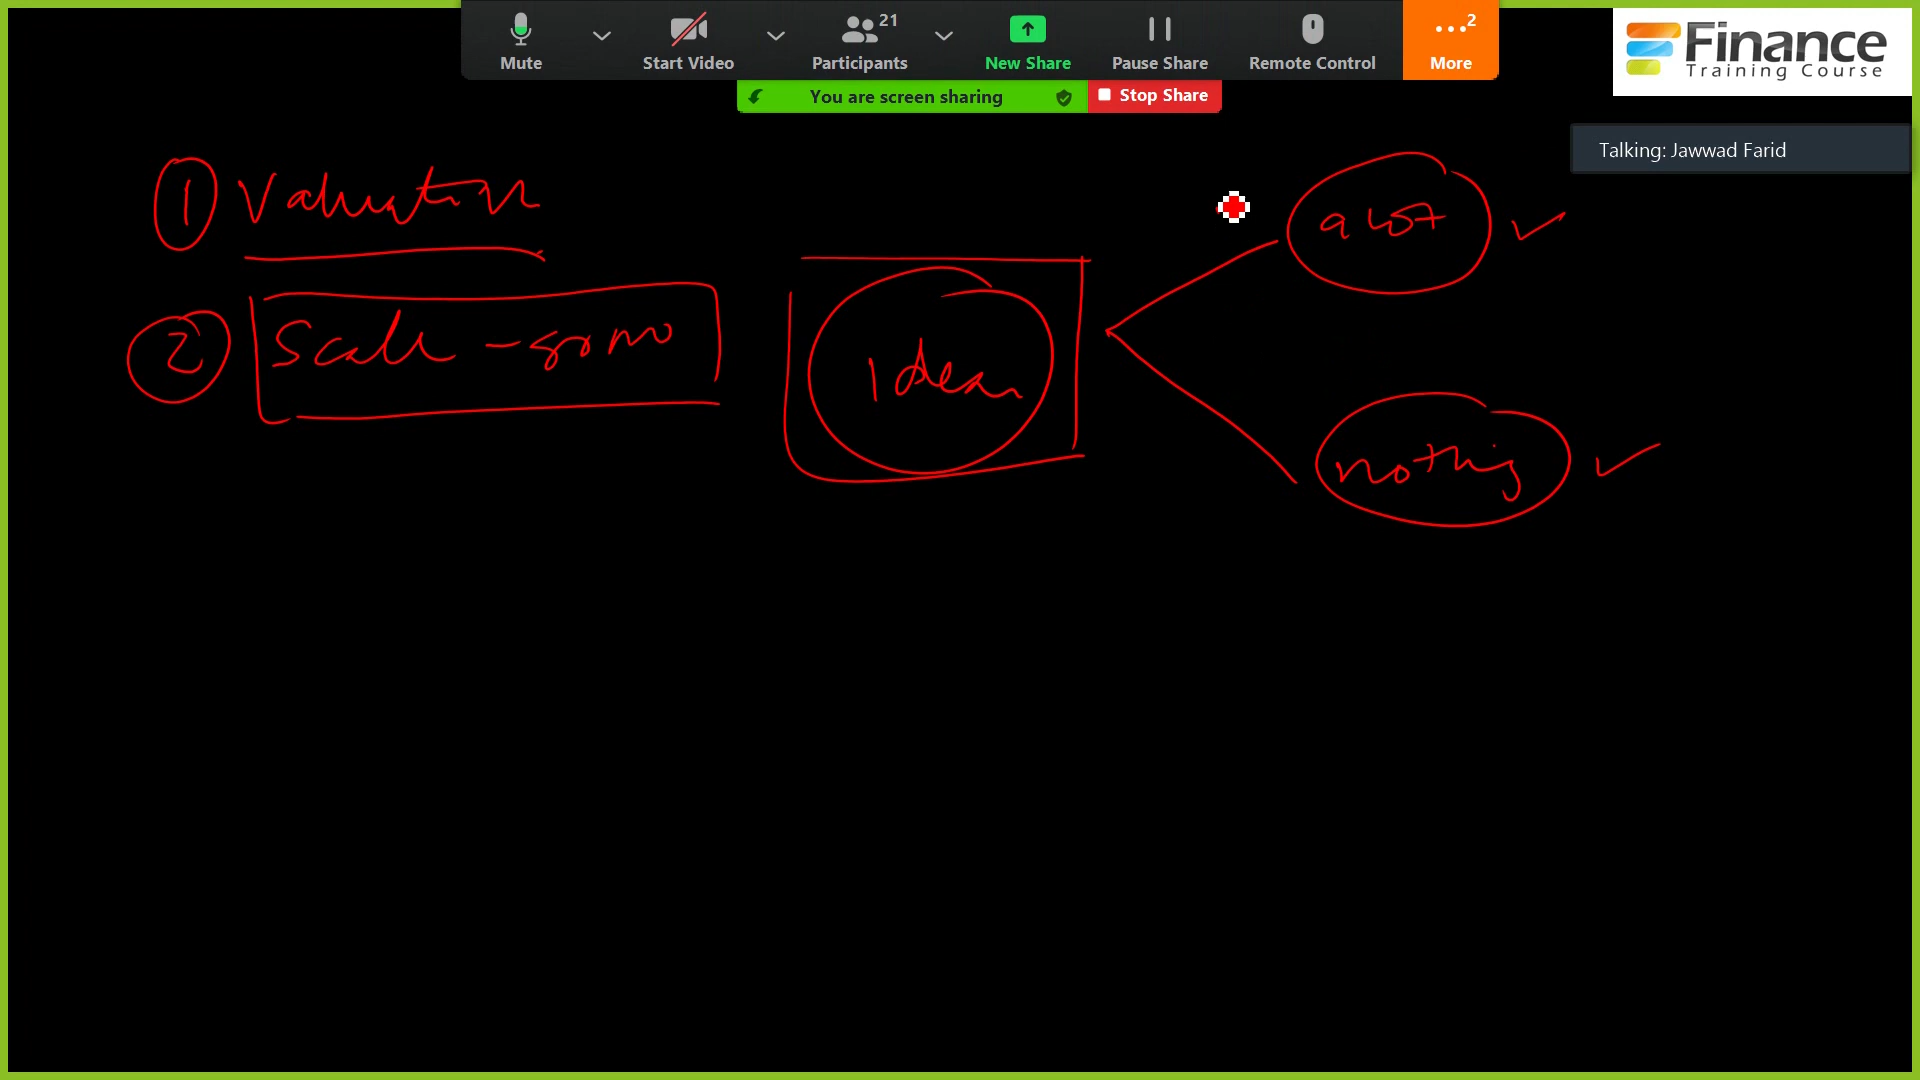 Mute
Start Video
Participants
21
New Share
Pause Share
Remote Control
More
2
You are screen sharing
Stop Share
Finance
Training Course
Talking: Jawwad Farid
1 Valuation
2 Scale -
Idea
a lot
nothing